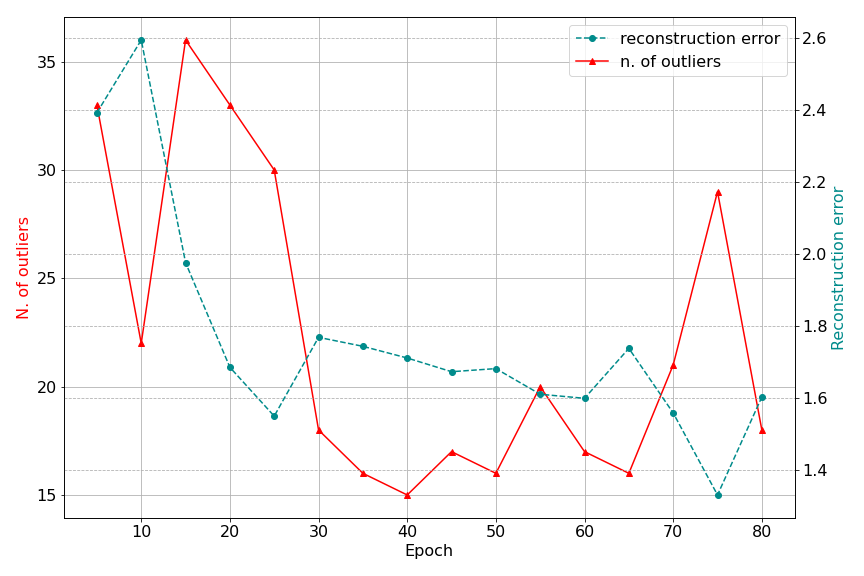 reconstruction error
n. of outliers
N. of outliers
35
30
25
20
15
2.6
2.4
2.2
2.0
1.8
1.6
1.4
Reconstruction error
10 20 30 40 50 60 70 80
Epoch